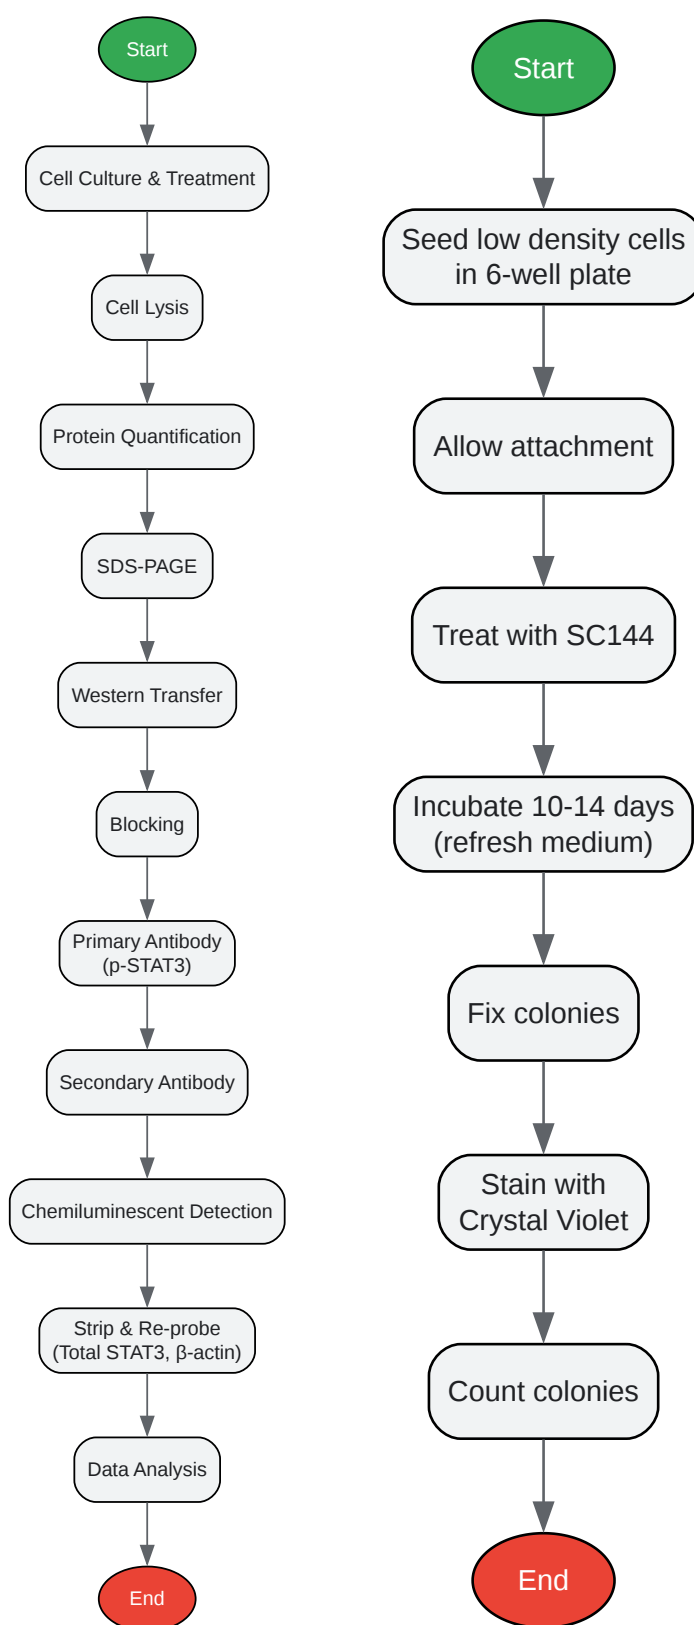 Start
Cell Culture & Treatment
Cell Lysis
Protein Quantification
SDS-PAGE
Western Transfer
Blocking
Primary Antibody
(p-STAT3)
Secondary Antibody
Chemiluminescent Detection
Strip & Re-probe
(Total STAT3, β-actin)
Data Analysis
End
Start
Seed low density cells
in 6-well plate
Allow attachment
Treat with SC144
Incubate 10-14 days
(refresh medium)
Fix colonies
Stain with
Crystal Violet
Count colonies
End